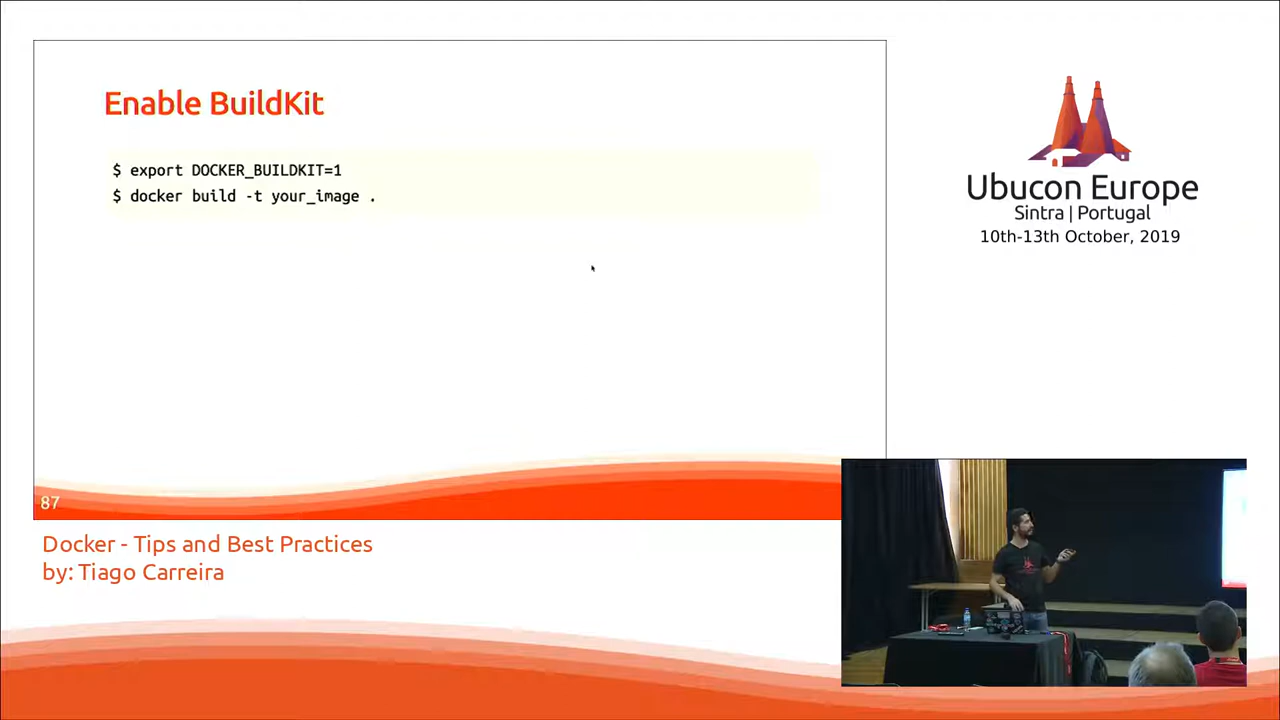 Enable BuildKit
$ export DOCKER_BUILDKIT=1
$ docker build -t your_image .
87
Docker - Tips and Best Practices
by: Tiago Carreira
Ubucon Europe
Sintra | Portugal
10th-13th October, 2019